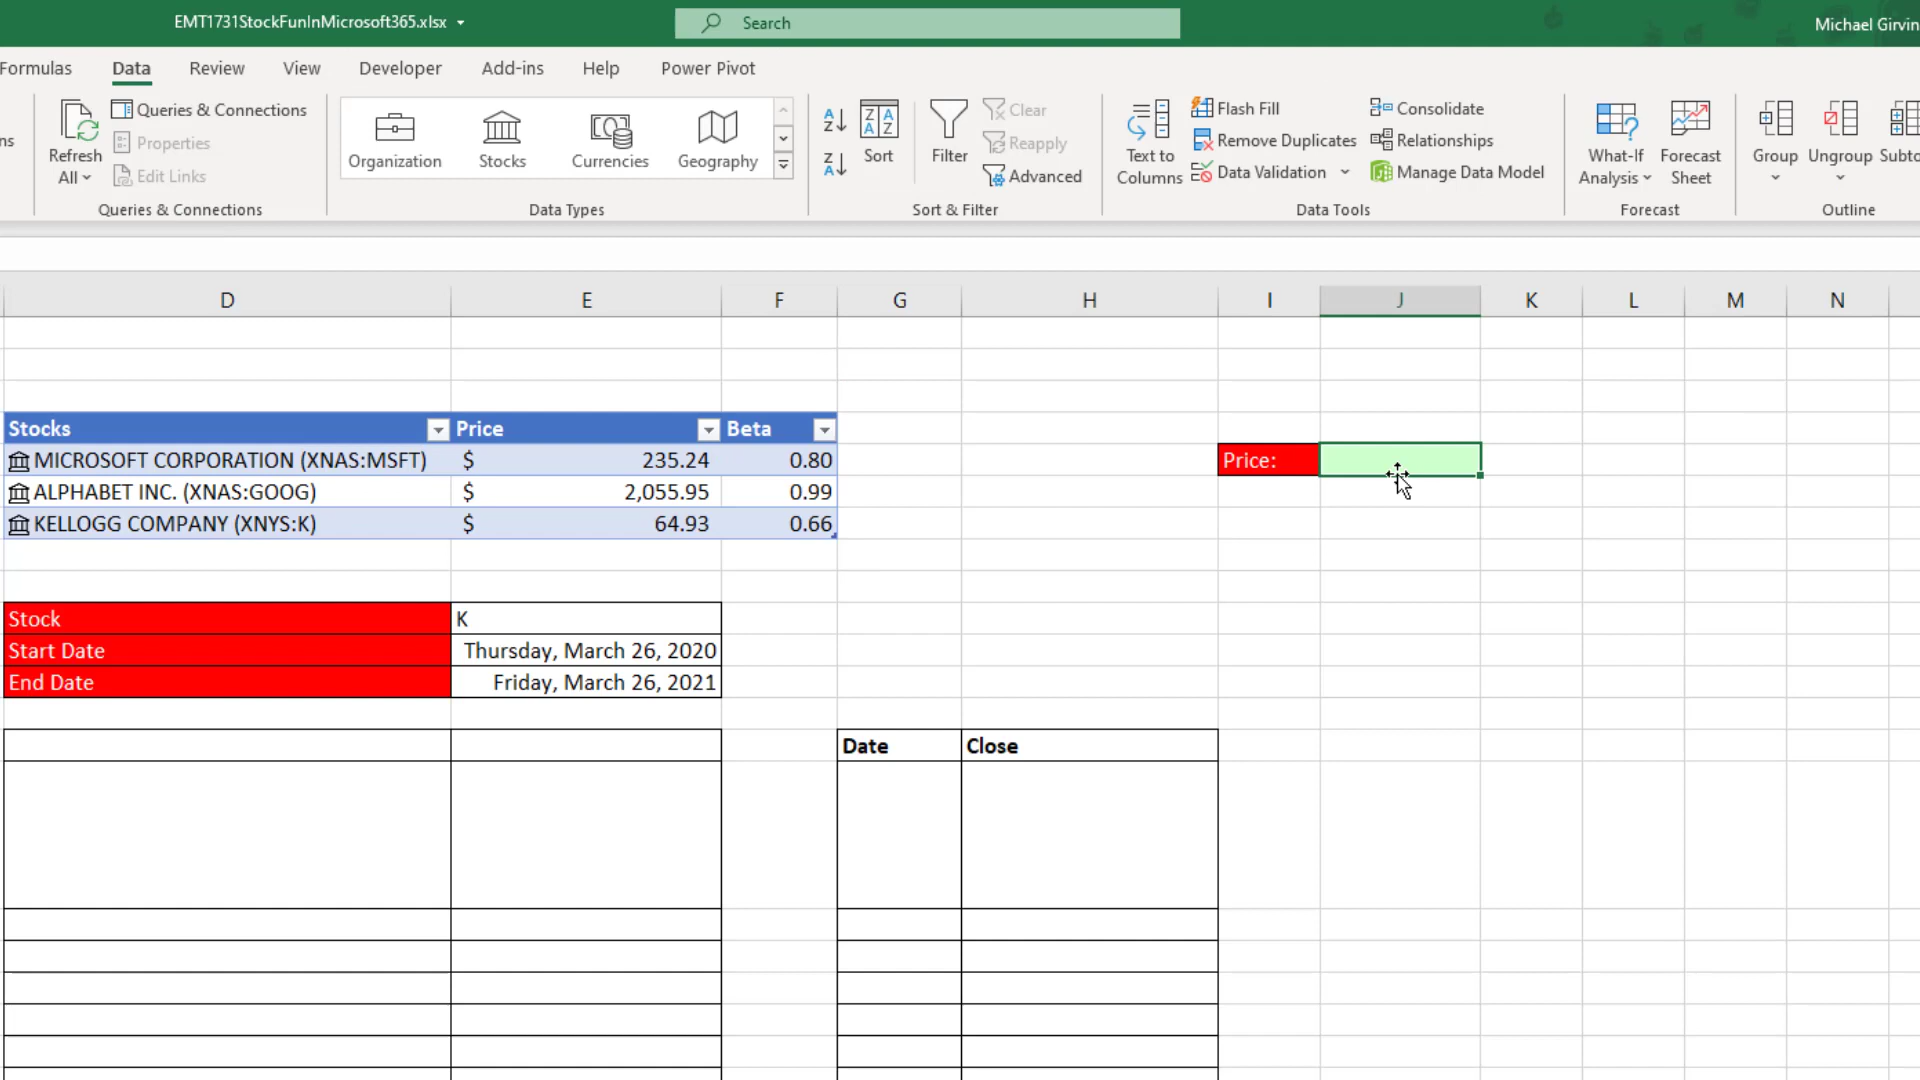 EMT1731StockFunInMicrosoft365.xlsx
Search
Michael Girvin
Formulas Data Review View Developer Add-ins Help Power Pivot
ns
Refresh All
Queries & Connections
Properties
Edit Links
Queries & Connections
Organization Stocks Currencies Geography
Data Types
Sort
Filter
Clear
Reapply
Advanced
Sort & Filter
Text to Columns
Flash Fill
Remove Duplicates
Data Validation
Consolidate
Relationships
Manage Data Model
Data Tools
What-If Analysis
Forecast Sheet
Forecast
Group Ungroup Subto
Outline
D E F G H I J K L M N
Stocks Price Beta
MICROSOFT CORPORATION (XNAS:MSFT) $ 235.24 0.80
Price:
ALPHABET INC. (XNAS:GOOG) $ 2,055.95 0.99
KELLOGG COMPANY (XNYS:K) $ 64.93 0.66
Stock K
Start Date Thursday, March 26, 2020
End Date Friday, March 26, 2021
Date Close